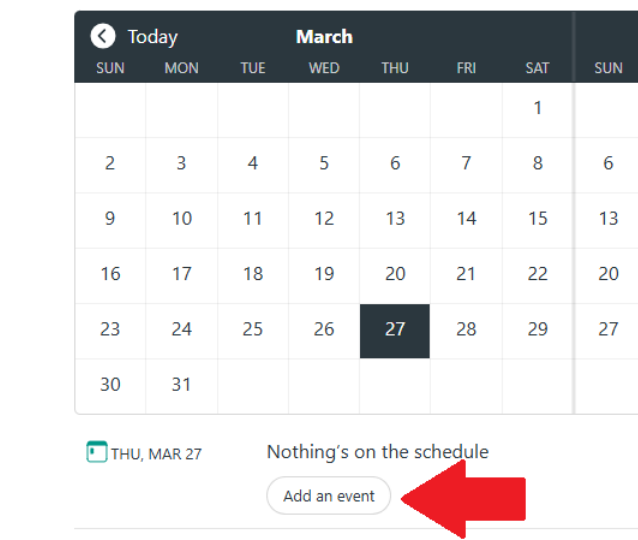 Today March
SUN MON TUE WED THU FRI SAT SUN
1
2 3 4 5 6 7 8 6
9 10 11 12 13 14 15 13
16 17 18 19 20 21 22 20
23 24 25 26 27 28 29 27
30 31
THU, MAR 27 Nothing's on the schedule
Add an event